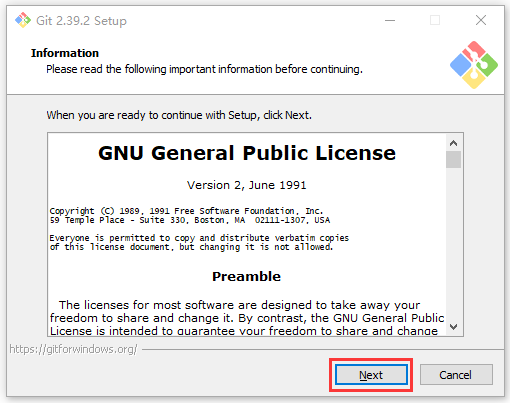 Git 2.39.2 Setup
Information
Please read the following important information before continuing.
When you are ready to continue with Setup, click Next.
GNU General Public License
Version 2, June 1991
Copyright (C) 1989, 1991 Free Software Foundation, Inc.
59 Temple Place - Suite 330, Boston, MA  02111-1307, USA
Everyone is permitted to copy and distribute verbatim copies
of this license document, but changing it is not allowed.
Preamble
The licenses for most software are designed to take away your
freedom to share and change it. By contrast, the GNU General Public
License is intended to guarantee your freedom to share and change
https://gitforwindows.org/
Next
Cancel